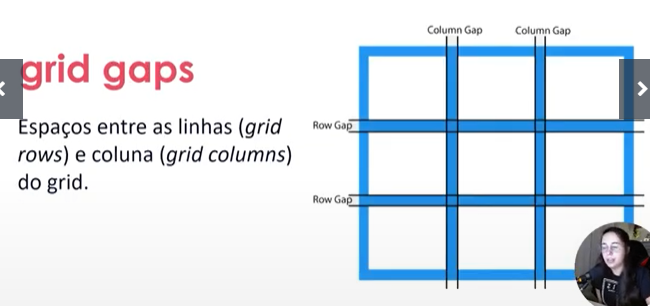 grid gaps
Espaços entre as linhas (grid
rows) e coluna (grid columns)
do grid.
Column Gap
Column Gap
Row Gap
Row Gap